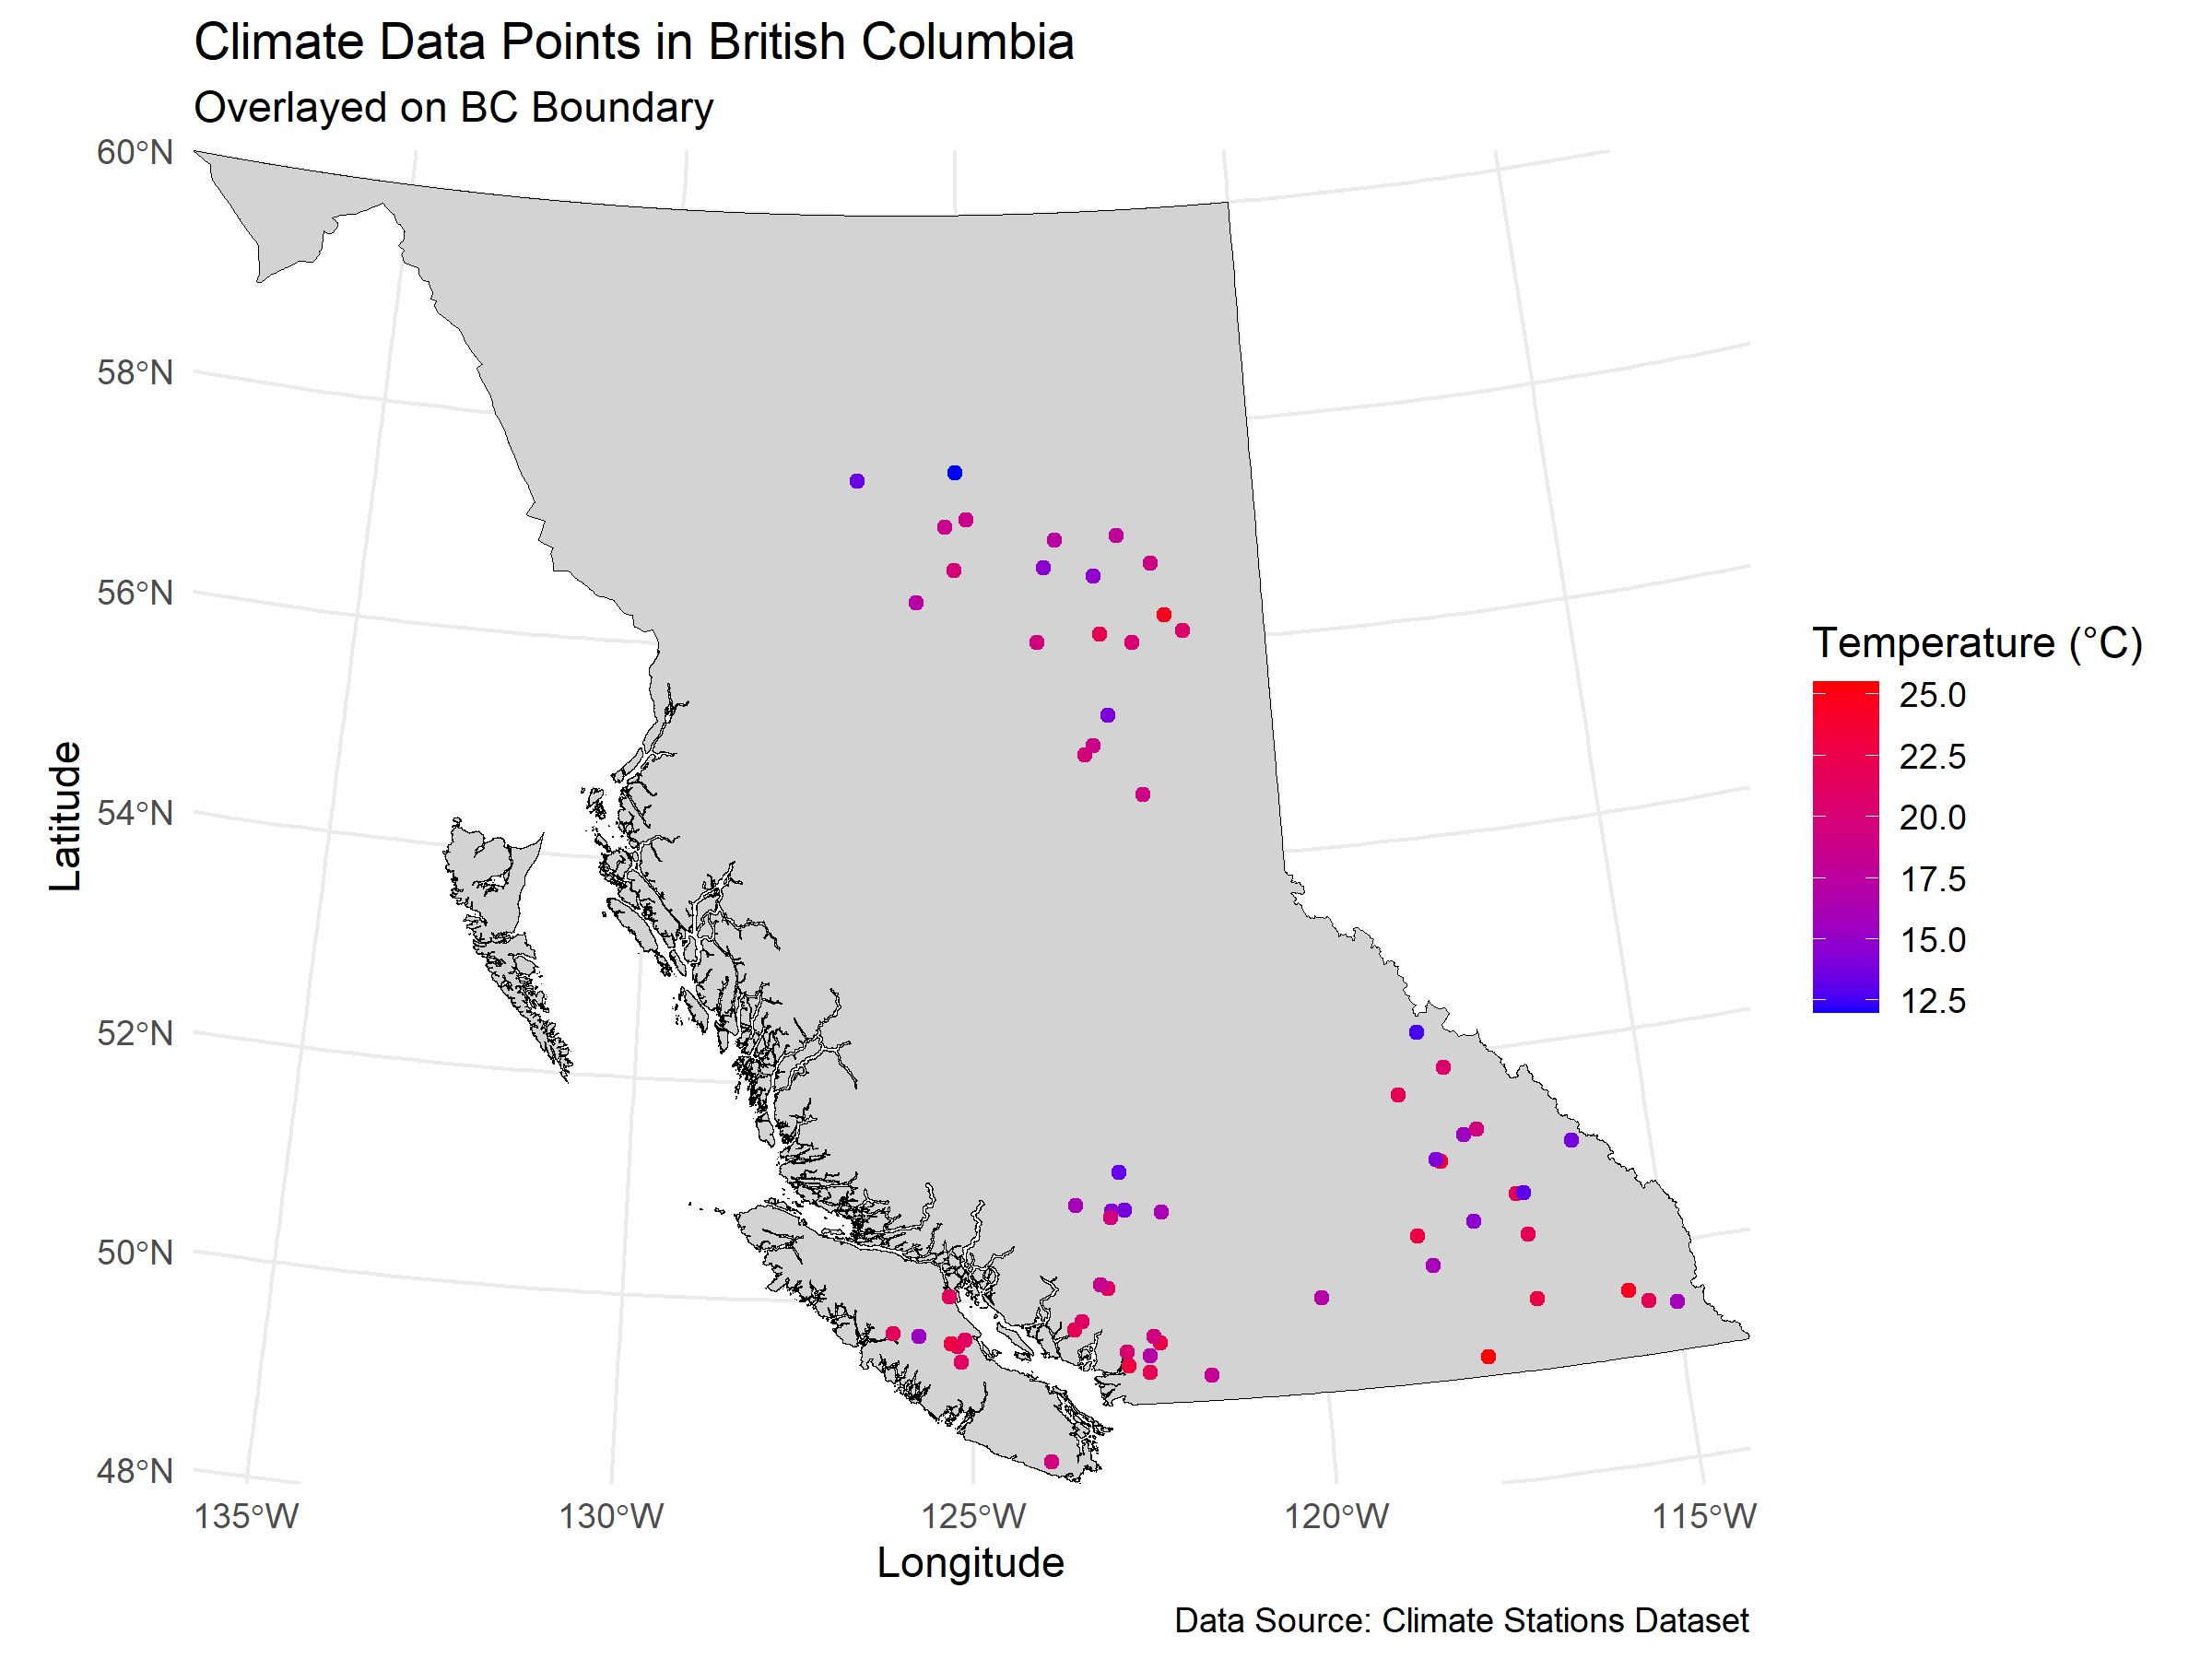 Climate Data Points in British Columbia
Overlayed on BC Boundary
60°N
58°N
56°N
54°N
52°N
50°N
48°N
Latitude
135°W
130°W
125°W
120°W
115°W
Longitude
Temperature (°C)
25.0
22.5
20.0
17.5
15.0
12.5
Data Source: Climate Stations Dataset